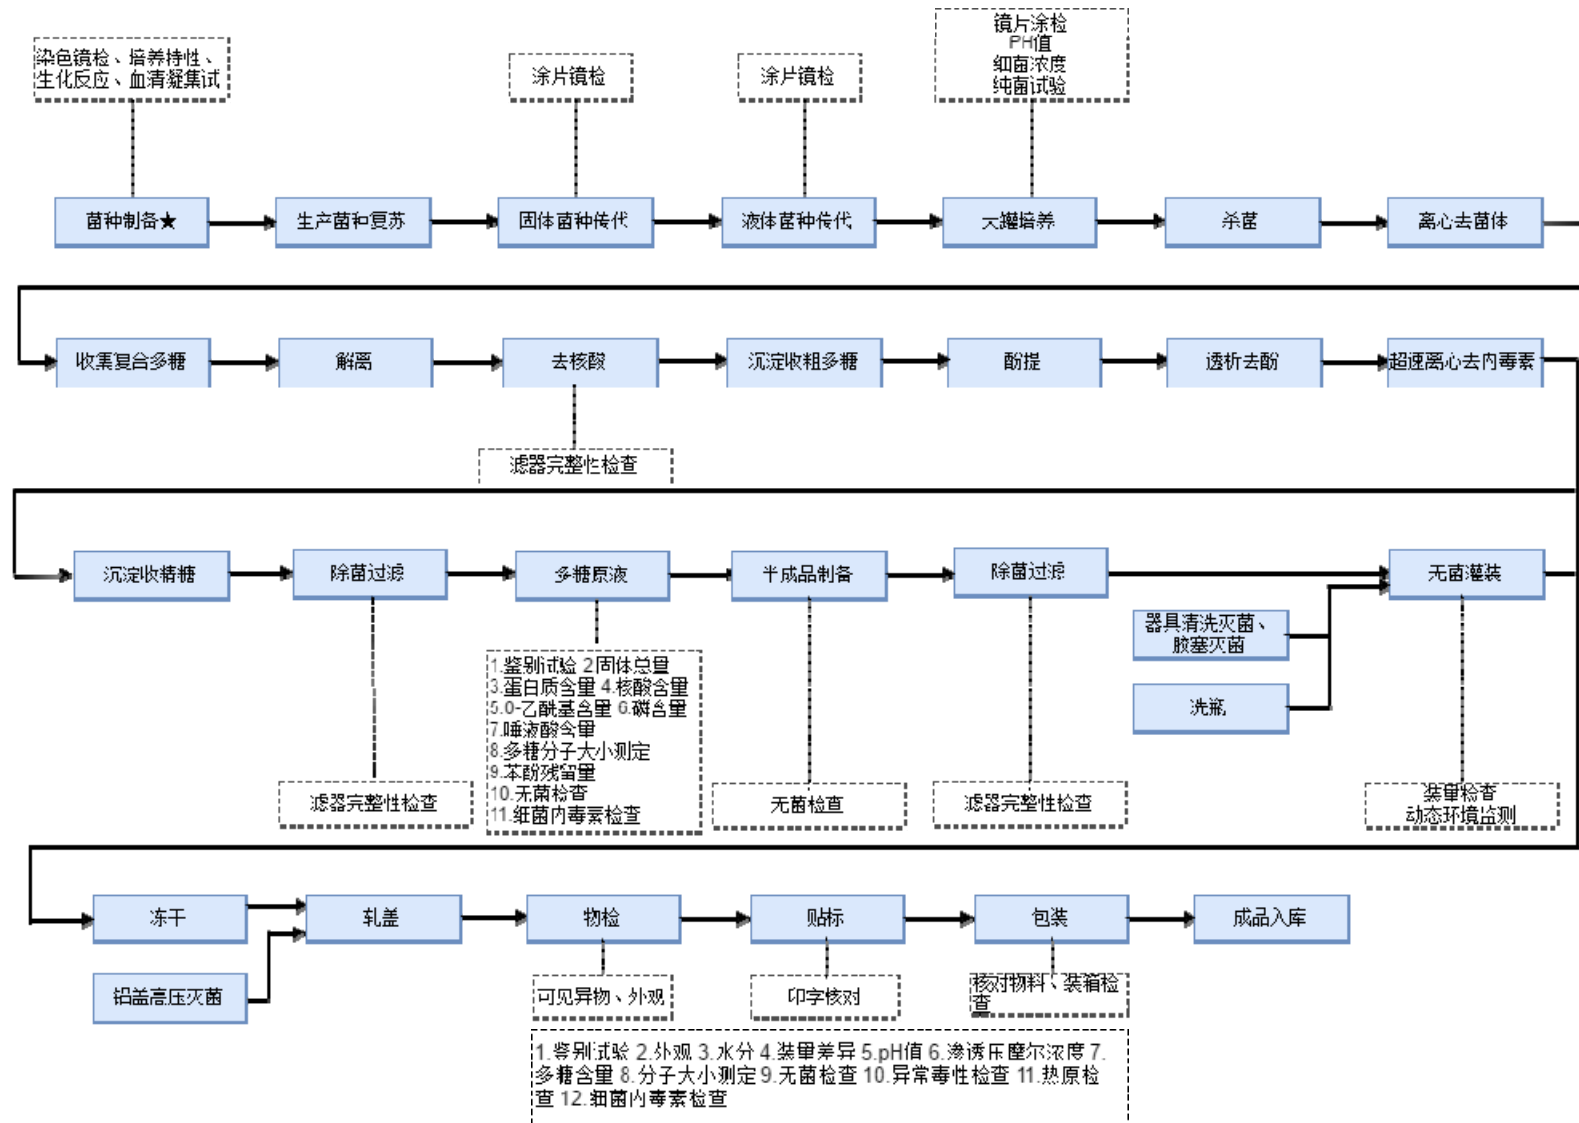 染色镜检、培养特性、
生化反应、血清凝集试
涂片镜检
涂片镜检
镜片涂检
PH值
细菌浓度
纯菌试验
菌种制备★
生产菌种复苏
固体菌种传代
液体菌种传代
大罐培养
杀菌
离心去菌体
收集复合多糖
解离
去核酸
沉淀收粗多糖
酚提
透析去酚
超速离心去内毒素
滤器完整性检查
沉淀收精糖
除菌过滤
多糖原液
半成品制备
除菌过滤
无菌灌装
器具清洗灭菌、
胶塞灭菌
洗瓶
1.鉴别试验 2固体总量
3.蛋白质含量 4.核酸含量
5.0-乙酰基含量 6.磷含量
7.唾液酸含量
8.多糖分子大小测定
9.苯酚残留量
10.无菌检查
11.细菌内毒素检查
滤器完整性检查
无菌检查
滤器完整性检查
装量检查
动态环境监测
冻干
轧盖
物检
贴标
包装
成品入库
铝盖高压灭菌
可见异物、外观
印字核对
核对物料、装箱检
查
1.鉴别试验 2.外观 3.水分 4.装量差异 5.pH值 6.渗透压摩尔浓度 7.
多糖含量 8.分子大小测定 9.无菌检查 10.异常毒性检查 11.热原检
查 12.细菌内毒素检查